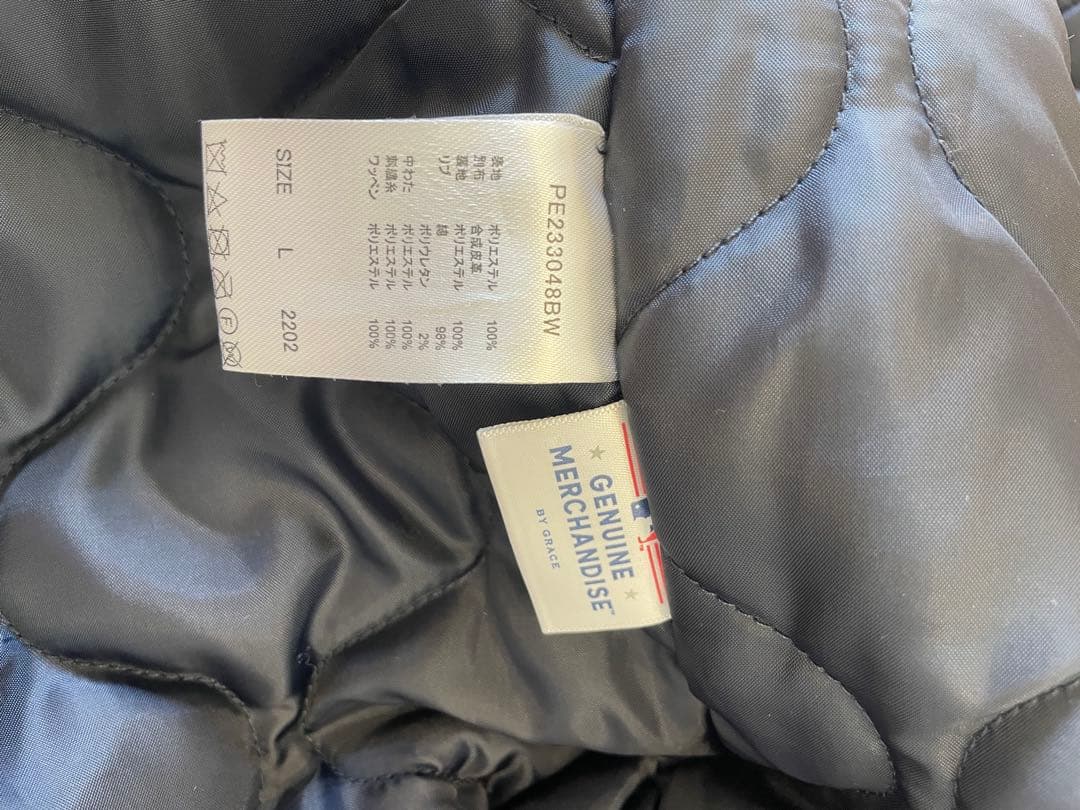 PE233048BW
表地 ポリエステル 100%
別布 合成皮革
裏地 ポリエステル 100%
リブ 綿 98%
ポリウレタン 2%
中わた ポリエステル 100%
刺繍糸 ポリエステル 100%
ワッペン ポリエステル 100%
SIZE L 2202
F
W
GENUINE
MERCHANDISE™
BY GRACE